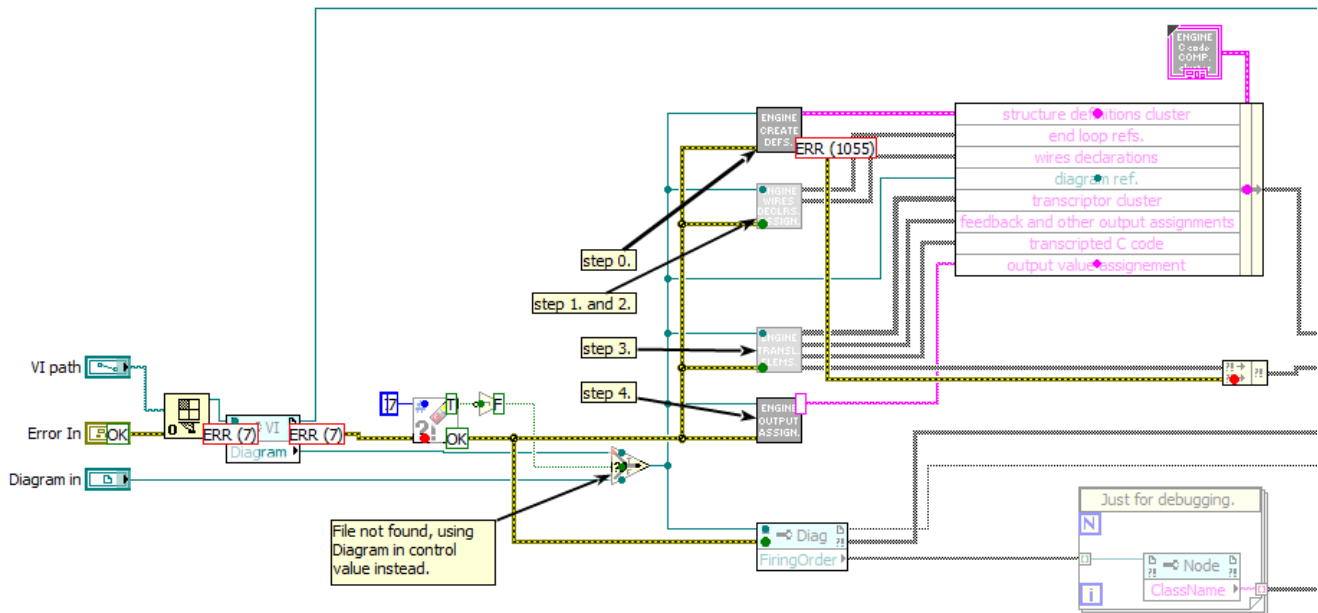 ENGINE
C code
COMP.
cluster
structure definitions cluster
end loop refs.
wires declarations
diagram ref.
transcriptor cluster
feedback and other output assignments
transcripted C code
output value assignement
ENGINE
CREATE
DEFS.
ERR (1055)
ENGINE
WIRES
DECLRS.
ASSIGN.
step 0.
step 1. and 2.
ENGINE
TRANSL.
ELEMS.
step 3.
step 4.
ENGINE
OUTPUT
ASSIGN.
VI path
Error In
OK
Diagram in
ERR (7)
VI
ERR (7)
Diagram
7
T
F
OK
File not found, using
Diagram in control
value instead.
Diag
FiringOrder
Just for debugging.
N
i
Node
ClassName